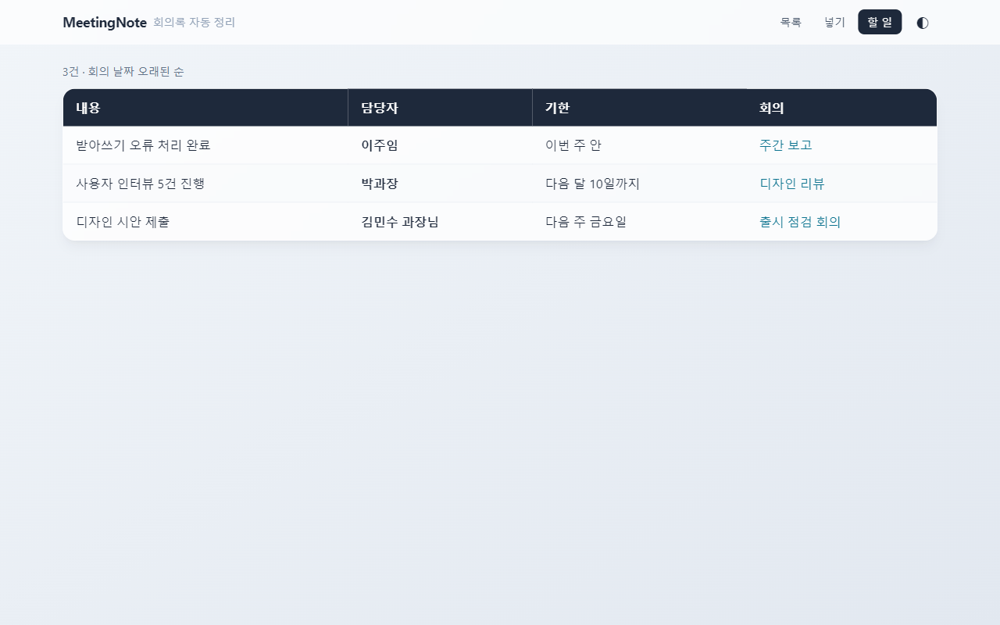 MeetingNote 회의록 자동 정리 목록 넣기 할 일
3건 · 회의 날짜 오래된 순
내용 담당자 기한 회의
받아쓰기 오류 처리 완료 이주임 이번 주 안 주간 보고
사용자 인터뷰 5건 진행 박과장 다음 달 10일까지 디자인 리뷰
디자인 시안 제출 김민수 과장님 다음 주 금요일 출시 점검 회의